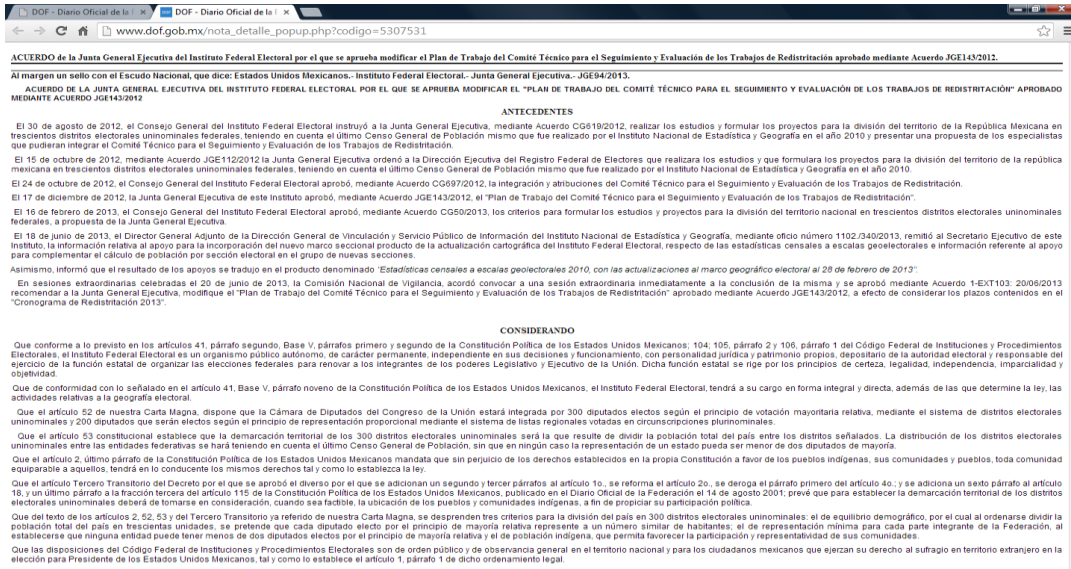 DOF - Diario Oficial de la F
DOF - Diario Oficial de la F
www.dof.gob.mx/nota_detalle_popup.php?codigo=5307531
ACUERDO de la Junta General Ejecutiva del Instituto Federal Electoral por el que se aprueba modificar el Plan de Trabajo del Comité Técnico para el Seguimiento y Evaluación de los Trabajos de Redistritación aprobado mediante Acuerdo JGE143/2012.
Al margen un sello con el Escudo Nacional, que dice: Estados Unidos Mexicanos.- Instituto Federal Electoral.- Junta General Ejecutiva.- JGE94/2013.
ACUERDO DE LA JUNTA GENERAL EJECUTIVA DEL INSTITUTO FEDERAL ELECTORAL POR EL QUE SE APRUEBA MODIFICAR EL "PLAN DE TRABAJO DEL COMITÉ TÉCNICO PARA EL SEGUIMIENTO Y EVALUACIÓN DE LOS TRABAJOS DE REDISTRITACIÓN" APROBADO
MEDIANTE ACUERDO JGE143/2012
ANTECEDENTES
El 30 de agosto de 2012, el Consejo General del Instituto Federal Electoral instruyó a la Junta General Ejecutiva, mediante Acuerdo CG619/2012, realizar los estudios y formular los proyectos para la división del territorio de la República Mexicana en
trescientos distritos electorales uninominales federales, teniendo en cuenta el último Censo General de Población mismo que fue realizado por el Instituto Nacional de Estadística y Geografía en el año 2010 y presentar una propuesta de los especialistas
que pudieran integrar el Comité Técnico para el Seguimiento y Evaluación de los Trabajos de Redistritación.
El 15 de octubre de 2012, mediante Acuerdo JGE112/2012 la Junta General Ejecutiva ordenó a la Dirección Ejecutiva del Registro Federal de Electores que realizara los estudios y que formulara los proyectos para la división del territorio de la república
mexicana en trescientos distritos electorales uninominales federales, teniendo en cuenta el último Censo General de Población mismo que fue realizado por el Instituto Nacional de Estadística y Geografía en el año 2010.
El 24 de octubre de 2012, el Consejo General del Instituto Federal Electoral aprobó, mediante Acuerdo CG697/2012, la integración y atribuciones del Comité Técnico para el Seguimiento y Evaluación de los Trabajos de Redistritación.
El 17 de diciembre de 2012, la Junta General Ejecutiva de este Instituto aprobó, mediante Acuerdo JGE143/2012, el "Plan de Trabajo del Comité Técnico para el Seguimiento y Evaluación de los Trabajos de Redistritación".
El 16 de febrero de 2013, el Consejo General del Instituto Federal Electoral aprobó, mediante Acuerdo CG50/2013, los criterios para formular los estudios y proyectos para la división del territorio nacional en trescientos distritos electorales uninominales
federales, a propuesta de la Junta General Ejecutiva.
El 18 de junio de 2013, el Director General Adjunto de la Dirección General de Vinculación y Servicio Público de Información del Instituto Nacional de Estadística y Geografía, mediante oficio número 1102./340/2013, remitió al Secretario Ejecutivo de este
Instituto, la información relativa al apoyo para la incorporación del nuevo marco seccional producto de la actualización cartográfica del Instituto Federal Electoral, respecto de las estadísticas censales a escalas geoelectorales e información referente al apoyo
para complementar el cálculo de población por sección electoral en el grupo de nuevas secciones.
Asimismo, informó que el resultado de los apoyos se tradujo en el producto denominado "Estadísticas censales a escalas geolectorales 2010, con las actualizaciones al marco geográfico electoral al 28 de febrero de 2013".
En sesiones extraordinarias celebradas el 20 de junio de 2013, la Comisión Nacional de Vigilancia, acordó convocar a una sesión extraordinaria inmediatamente a la conclusión de la misma y se aprobó mediante Acuerdo 1-EXT103: 20/06/2013
recomendar a la Junta General Ejecutiva, modifique el "Plan de Trabajo del Comité Técnico para el Seguimiento y Evaluación de los Trabajos de Redistritación" aprobado mediante Acuerdo JGE143/2012, a efecto de considerar los plazos contenidos en el
"Cronograma de Redistritación 2013".
CONSIDERANDO
Que conforme a lo previsto en los artículos 41, párrafo segundo, Base V, párrafos primero y segundo de la Constitución Política de los Estados Unidos Mexicanos; 104; 105, párrafo 2 y 106, párrafo 1 del Código Federal de Instituciones y Procedimientos
Electorales, el Instituto Federal Electoral es un organismo público autónomo, de carácter permanente, independiente en sus decisiones y funcionamiento, con personalidad jurídica y patrimonio propios, depositario de la autoridad electoral y responsable del
ejercicio de la función estatal de organizar las elecciones federales para renovar a los integrantes de los poderes Legislativo y Ejecutivo de la Unión. Dicha función estatal se rige por los principios de certeza, legalidad, independencia, imparcialidad y
objetividad.
Que de conformidad con lo señalado en el artículo 41, Base V, párrafo noveno de la Constitución Política de los Estados Unidos Mexicanos, el Instituto Federal Electoral, tendrá a su cargo en forma integral y directa, además de las que determine la ley, las
actividades relativas a la geografía electoral.
Que el artículo 52 de nuestra Carta Magna, dispone que la Cámara de Diputados del Congreso de la Unión estará integrada por 300 diputados electos según el principio de votación mayoritaria relativa, mediante el sistema de distritos electorales
uninominales y 200 diputados que serán electos según el principio de representación proporcional mediante el sistema de listas regionales votadas en circunscripciones plurinominales.
Que el artículo 53 constitucional establece que la demarcación territorial de los 300 distritos electorales uninominales será la que resulte de dividir la población total del país entre los distritos señalados. La distribución de los distritos electorales
uninominales entre las entidades federativas se hará teniendo en cuenta el último Censo General de Población, sin que en ningún caso la representación de un estado pueda ser menor de dos diputados de mayoría.
Que el artículo 2, último párrafo de la Constitución Política de los Estados Unidos Mexicanos mandata que sin perjuicio de los derechos establecidos en la propia Constitución a favor de los pueblos indígenas, sus comunidades y pueblos, toda comunidad
equiparable a aquellos, tendrá en lo conducente los mismos derechos tal y como lo establezca la ley.
Que el artículo Tercero Transitorio del Decreto por el que se aprobó el diverso por el que se adicionan un segundo y tercer párrafos al artículo 1o., se reforma el artículo 2o., se deroga el párrafo primero del artículo 4o.; y se adiciona un sexto párrafo al artículo
18, y un último párrafo a la fracción tercera del artículo 115 de la Constitución Política de los Estados Unidos Mexicanos, publicado en el Diario Oficial de la Federación el 14 de agosto 2001; prevé que para establecer la demarcación territorial de los distritos
electorales uninominales deberá de tomarse en consideración, cuando sea factible, la ubicación de los pueblos y comunidades indígenas, a fin de propiciar su participación política.
Que del texto de los artículos 2, 52, 53 y del Tercero Transitorio ya referido de nuestra Carta Magna, se desprenden tres criterios para la división del país en 300 distritos electorales uninominales: el de equilibrio demográfico, por el cual al ordenarse dividir la
población total del país en trescientas unidades, se pretende que cada diputado electo por el principio de mayoría relativa represente a un número similar de habitantes; el de representación mínima para cada parte integrante de la Federación, al
establecerse que ninguna entidad puede tener menos de dos diputados electos por el principio de mayoría relativa y el de población indígena, que permita favorecer la participación y representatividad de sus comunidades.
Que las disposiciones del Código Federal de Instituciones y Procedimientos Electorales son de orden público y de observancia general en el territorio nacional y para los ciudadanos mexicanos que ejerzan su derecho al sufragio en territorio extranjero en la
elección para Presidente de los Estados Unidos Mexicanos, tal y como lo establece el artículo 1, párrafo 1 de dicho ordenamiento legal.